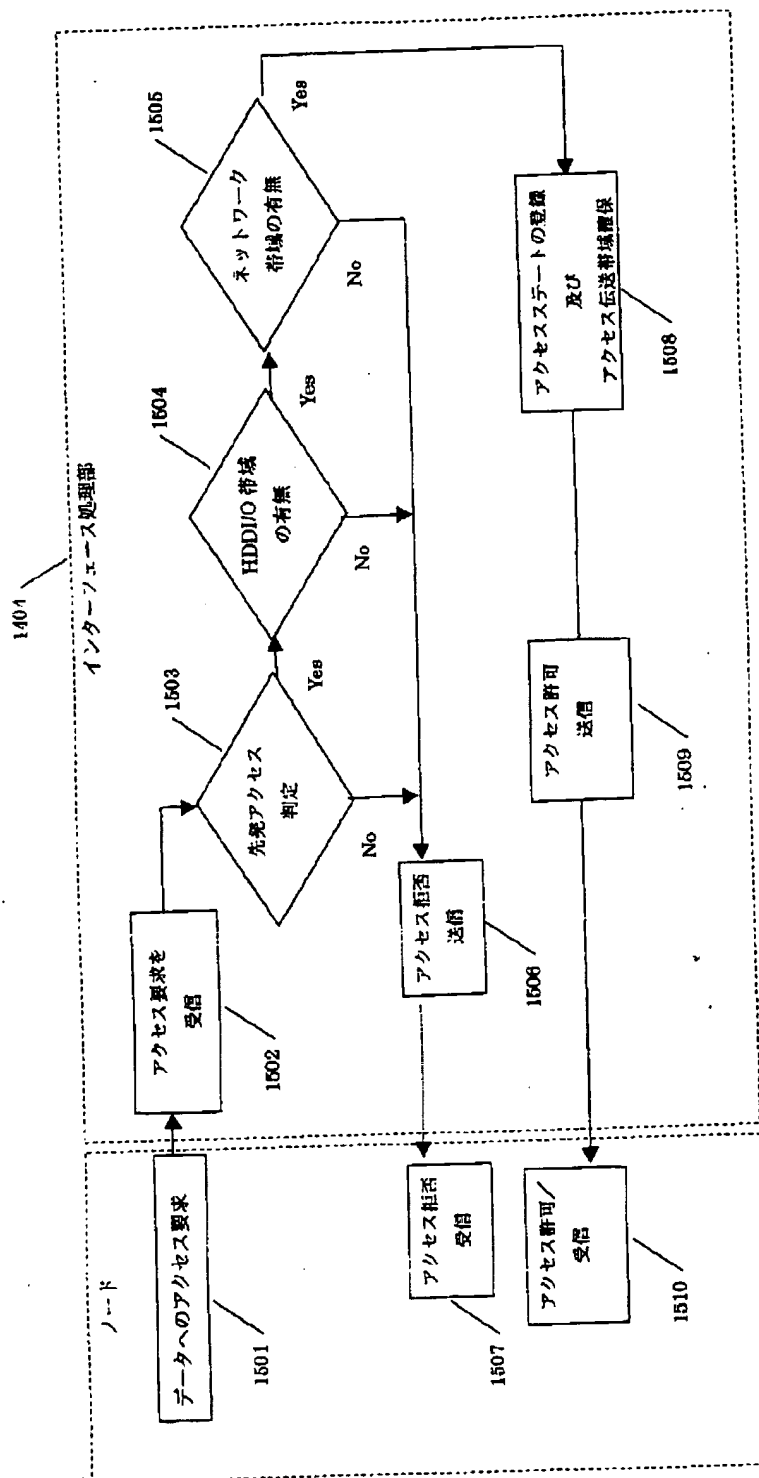 ノード
データへのアクセス要求
1501
アクセス拒否
受信
1507
アクセス許可/
受信
1510
1404
インターフェース処理部
アクセス要求を
受信
1502
先発アクセス
判定
1503
Yes
No
HDDI/O 帯域
の有無
1504
Yes
No
ネットワーク
帯域の有無
1505
Yes
No
アクセス拒否
送信
1506
アクセスステートの登録
及び
アクセス伝送帯域確保
1508
アクセス許可
送信
1509